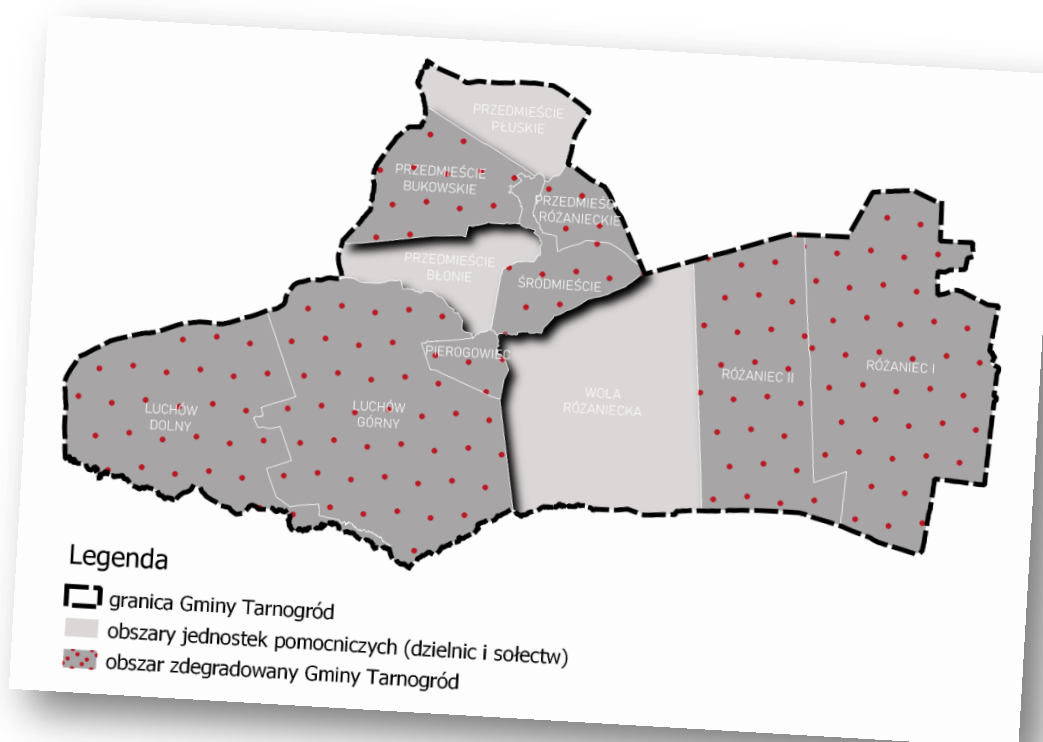 PRZEDMIEŚCIE
PŁUSKIE
PRZEDMIEŚCIE
BUKOWSKIE
PRZEDMIEŚC
RÓŻANIECKIE
PRZEDMIEŚCIE
BŁONIE
ŚRÓDMIEŚCIE
PIEROGOWIEC
RÓŻANIEC I
RÓŻANIEC II
WOLA
RÓŻANIECKA
LUCHÓW
GÓRNY
LUCHÓW
DOLNY
Legenda
granica Gminy Tarnogród
obszary jednostek pomocniczych (dzielnic i sołectw)
obszar zdegradowany Gminy Tarnogród